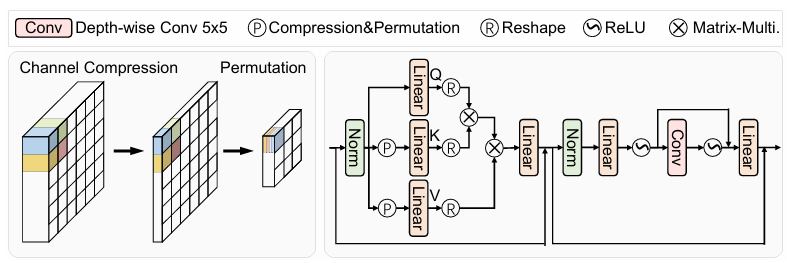 Conv Depth-wise Conv 5x5 P Compression&Permutation R Reshape ReLU Matrix-Multi.
Channel Compression Permutation
Norm
Linear Q R
P Linear K R
P Linear V R
Linear
Norm
Linear
Conv
Linear